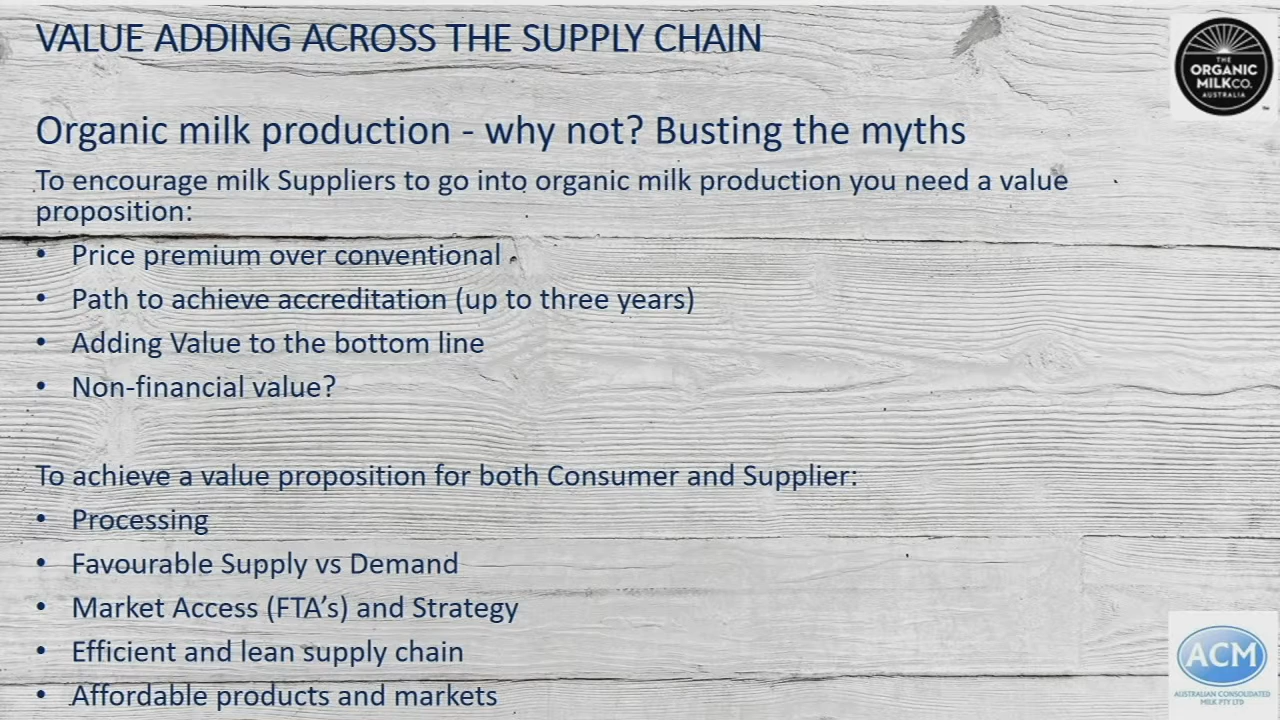 VALUE ADDING ACROSS THE SUPPLY CHAIN
THE
ORGANIC
MILKCO.
AUSTRALIA
TM
Organic milk production - why not? Busting the myths
To encourage milk Suppliers to go into organic milk production you need a value
proposition:
• Price premium over conventional
• Path to achieve accreditation (up to three years)
• Adding Value to the bottom line
• Non-financial value?
To achieve a value proposition for both Consumer and Supplier:
• Processing
• Favourable Supply vs Demand
• Market Access (FTA’s) and Strategy
• Efficient and lean supply chain
• Affordable products and markets
ACM
AUSTRALIAN CONSOLIDATED
MILK PTY LTD